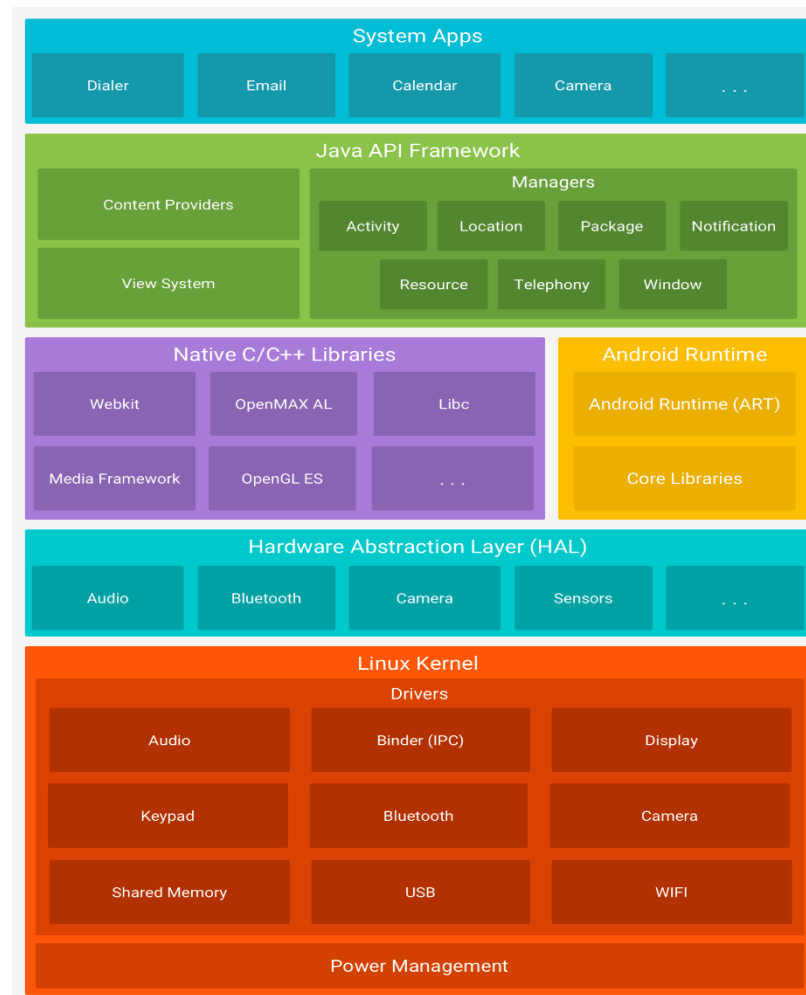 System Apps
Dialer Email Calendar Camera . . .
Java API Framework
Content Providers
View System
Managers
Activity Location Package Notification
Resource Telephony Window
Native C/C++ Libraries
Webkit OpenMAX AL Libc
Media Framework OpenGL ES . . .
Android Runtime
Android Runtime (ART)
Core Libraries
Hardware Abstraction Layer (HAL)
Audio Bluetooth Camera Sensors . . .
Linux Kernel
Drivers
Audio Binder (IPC) Display
Keypad Bluetooth Camera
Shared Memory USB WIFI
Power Management